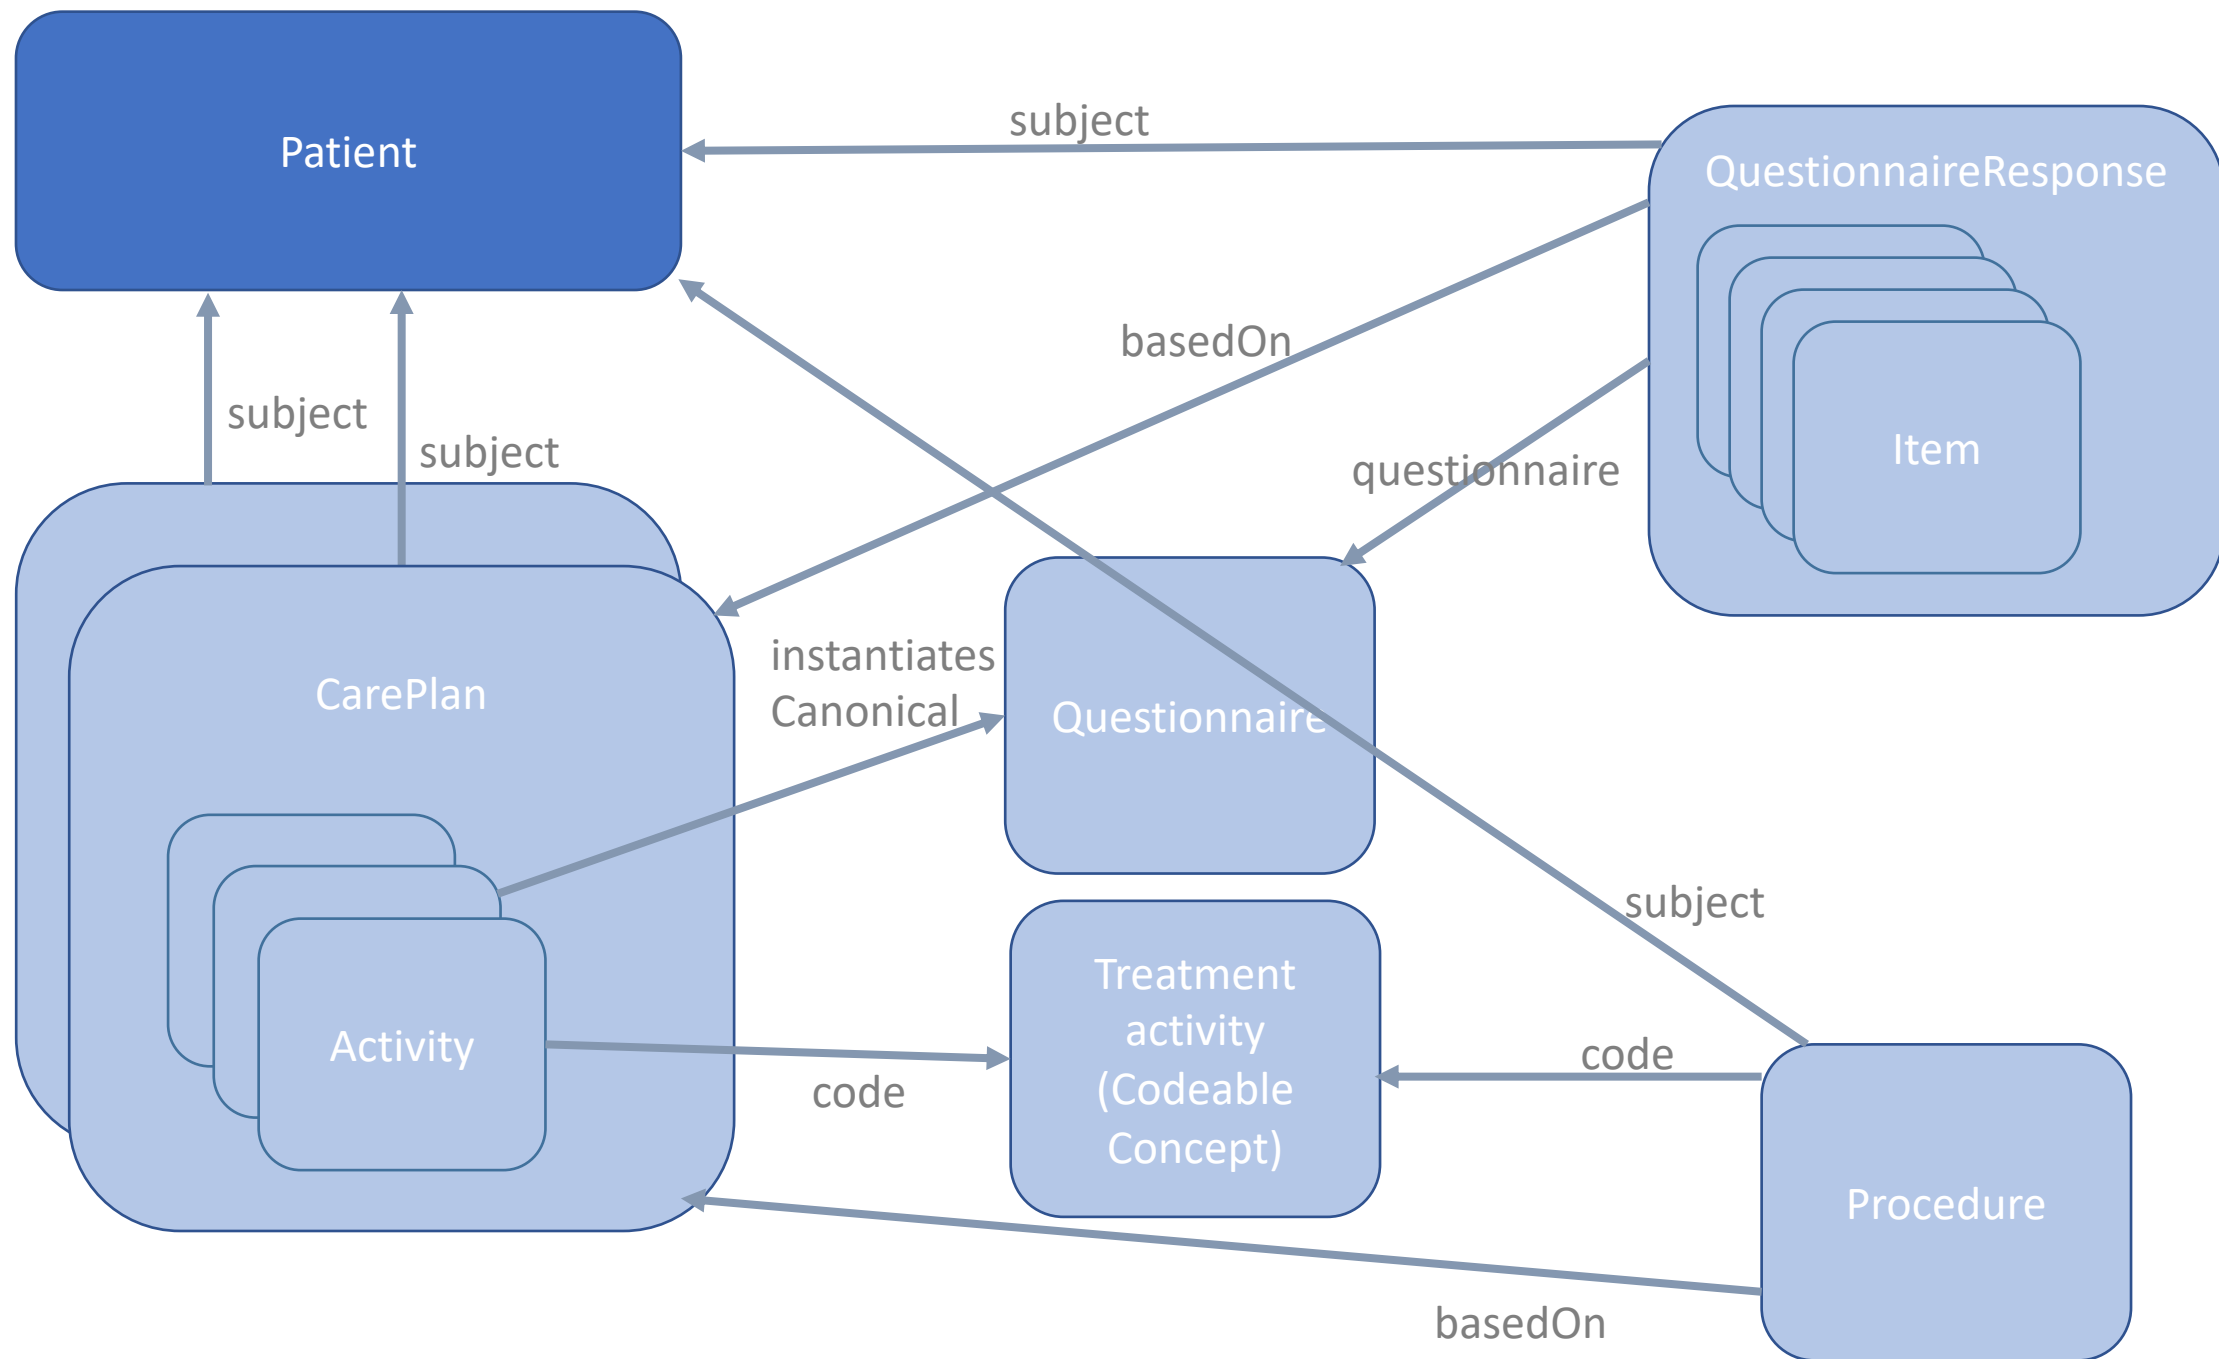 Patient
subject
QuestionnaireResponse
basedOn
subject
subject
questionnaire
Item
instantiates
Canonical
CarePlan
Questionnaire
subject
Treatment
activity
(Codeable
Concept)
Activity
code
code
Procedure
basedOn